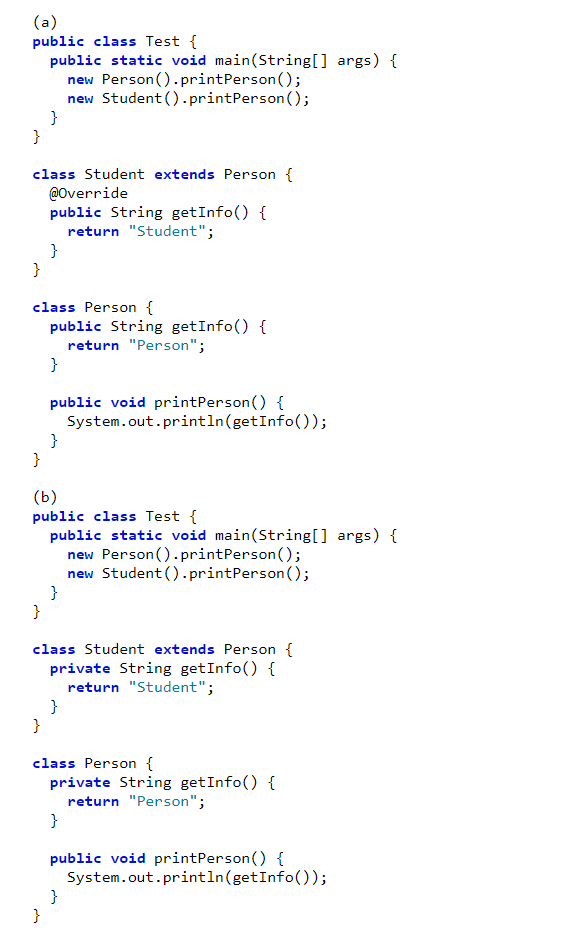 (a)
public class Test {
  public static void main(String[] args) {
    new Person().printPerson();
    new Student().printPerson();
  }
}

class Student extends Person {
  @Override
  public String getInfo() {
    return "Student";
  }
}

class Person {
  public String getInfo() {
    return "Person";
  }

  public void printPerson() {
    System.out.println(getInfo());
  }
}

(b)
public class Test {
  public static void main(String[] args) {
    new Person().printPerson();
    new Student().printPerson();
  }
}

class Student extends Person {
  private String getInfo() {
    return "Student";
  }
}

class Person {
  private String getInfo() {
    return "Person";
  }

  public void printPerson() {
    System.out.println(getInfo());
  }
}